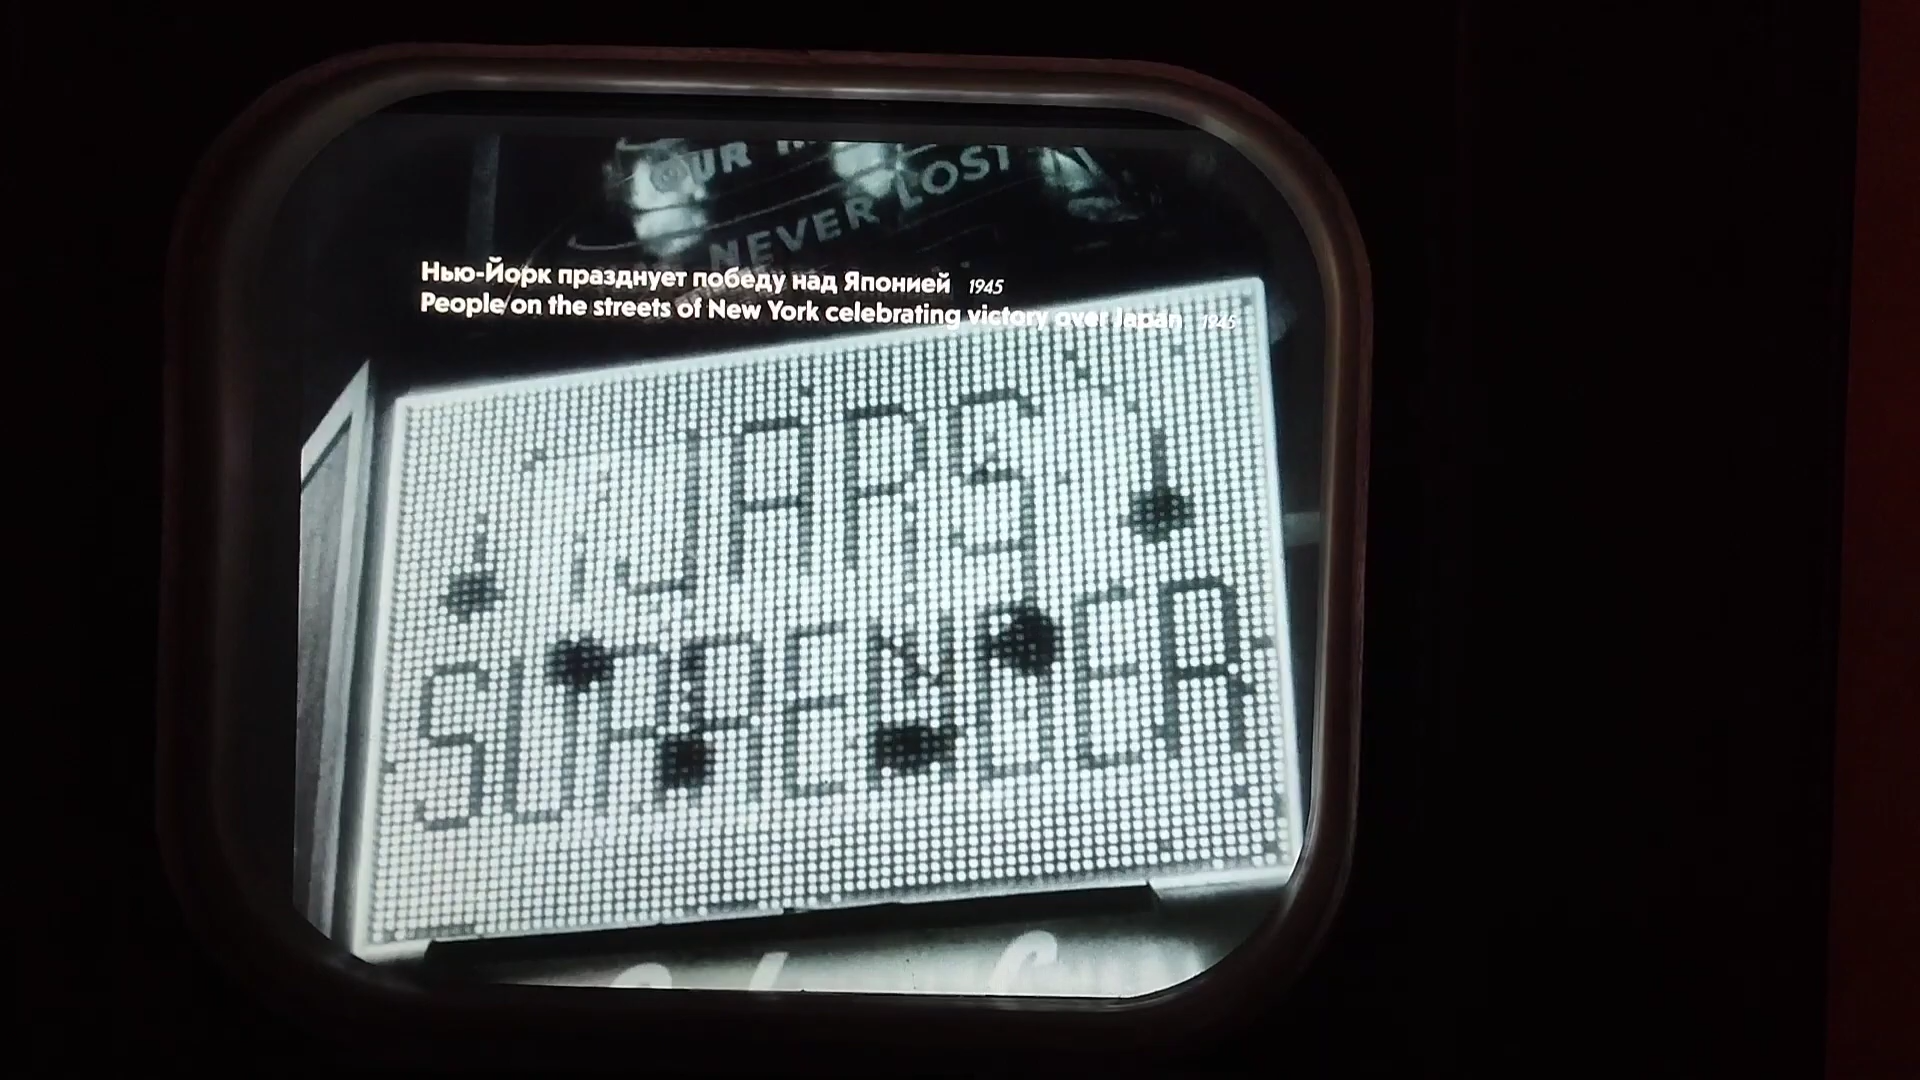 OUR
NEVER LOST
Нью-Йорк празднует победу над Японией 1945
People on the streets of New York celebrating victory over Japan 1945
JAPS
SURRENDER